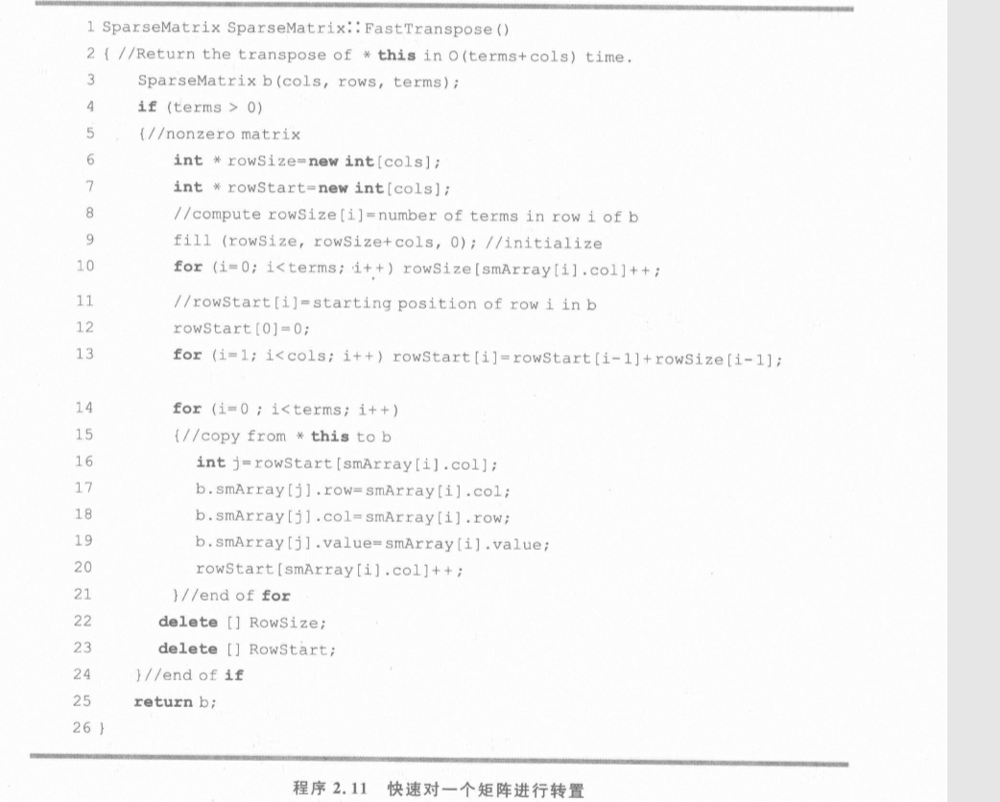 1 SparseMatrix SparseMatrix::FastTranspose()
2 { //Return the transpose of * this in O(terms+cols) time.
3 SparseMatrix b(cols, rows, terms);
4 if (terms > 0)
5 {//nonzero matrix
6 int * rowSize=new int[cols];
7 int * rowStart=new int[cols];
8 //compute rowSize[i]=number of terms in row i of b
9 fill (rowSize, rowSize+cols, 0); //initialize
10 for (i=0; i<terms; i++) rowSize[smArray[i].col]++;
11 //rowStart[i]=starting position of row i in b
12 rowStart[0]=0;
13 for (i=1; i<cols; i++) rowStart[i]=rowStart[i-1]+rowSize[i-1];
14 for (i=0 ; i<terms; i++)
15 {//copy from * this to b
16 int j=rowStart[smArray[i].col];
17 b.smArray[j].row=smArray[i].col;
18 b.smArray[j].col=smArray[i].row;
19 b.smArray[j].value=smArray[i].value;
20 rowStart[smArray[i].col]++;
21 }//end of for
22 delete [] RowSize;
23 delete [] RowStart;
24 }//end of if
25 return b;
26 }
程序 2.11 快速对一个矩阵进行转置